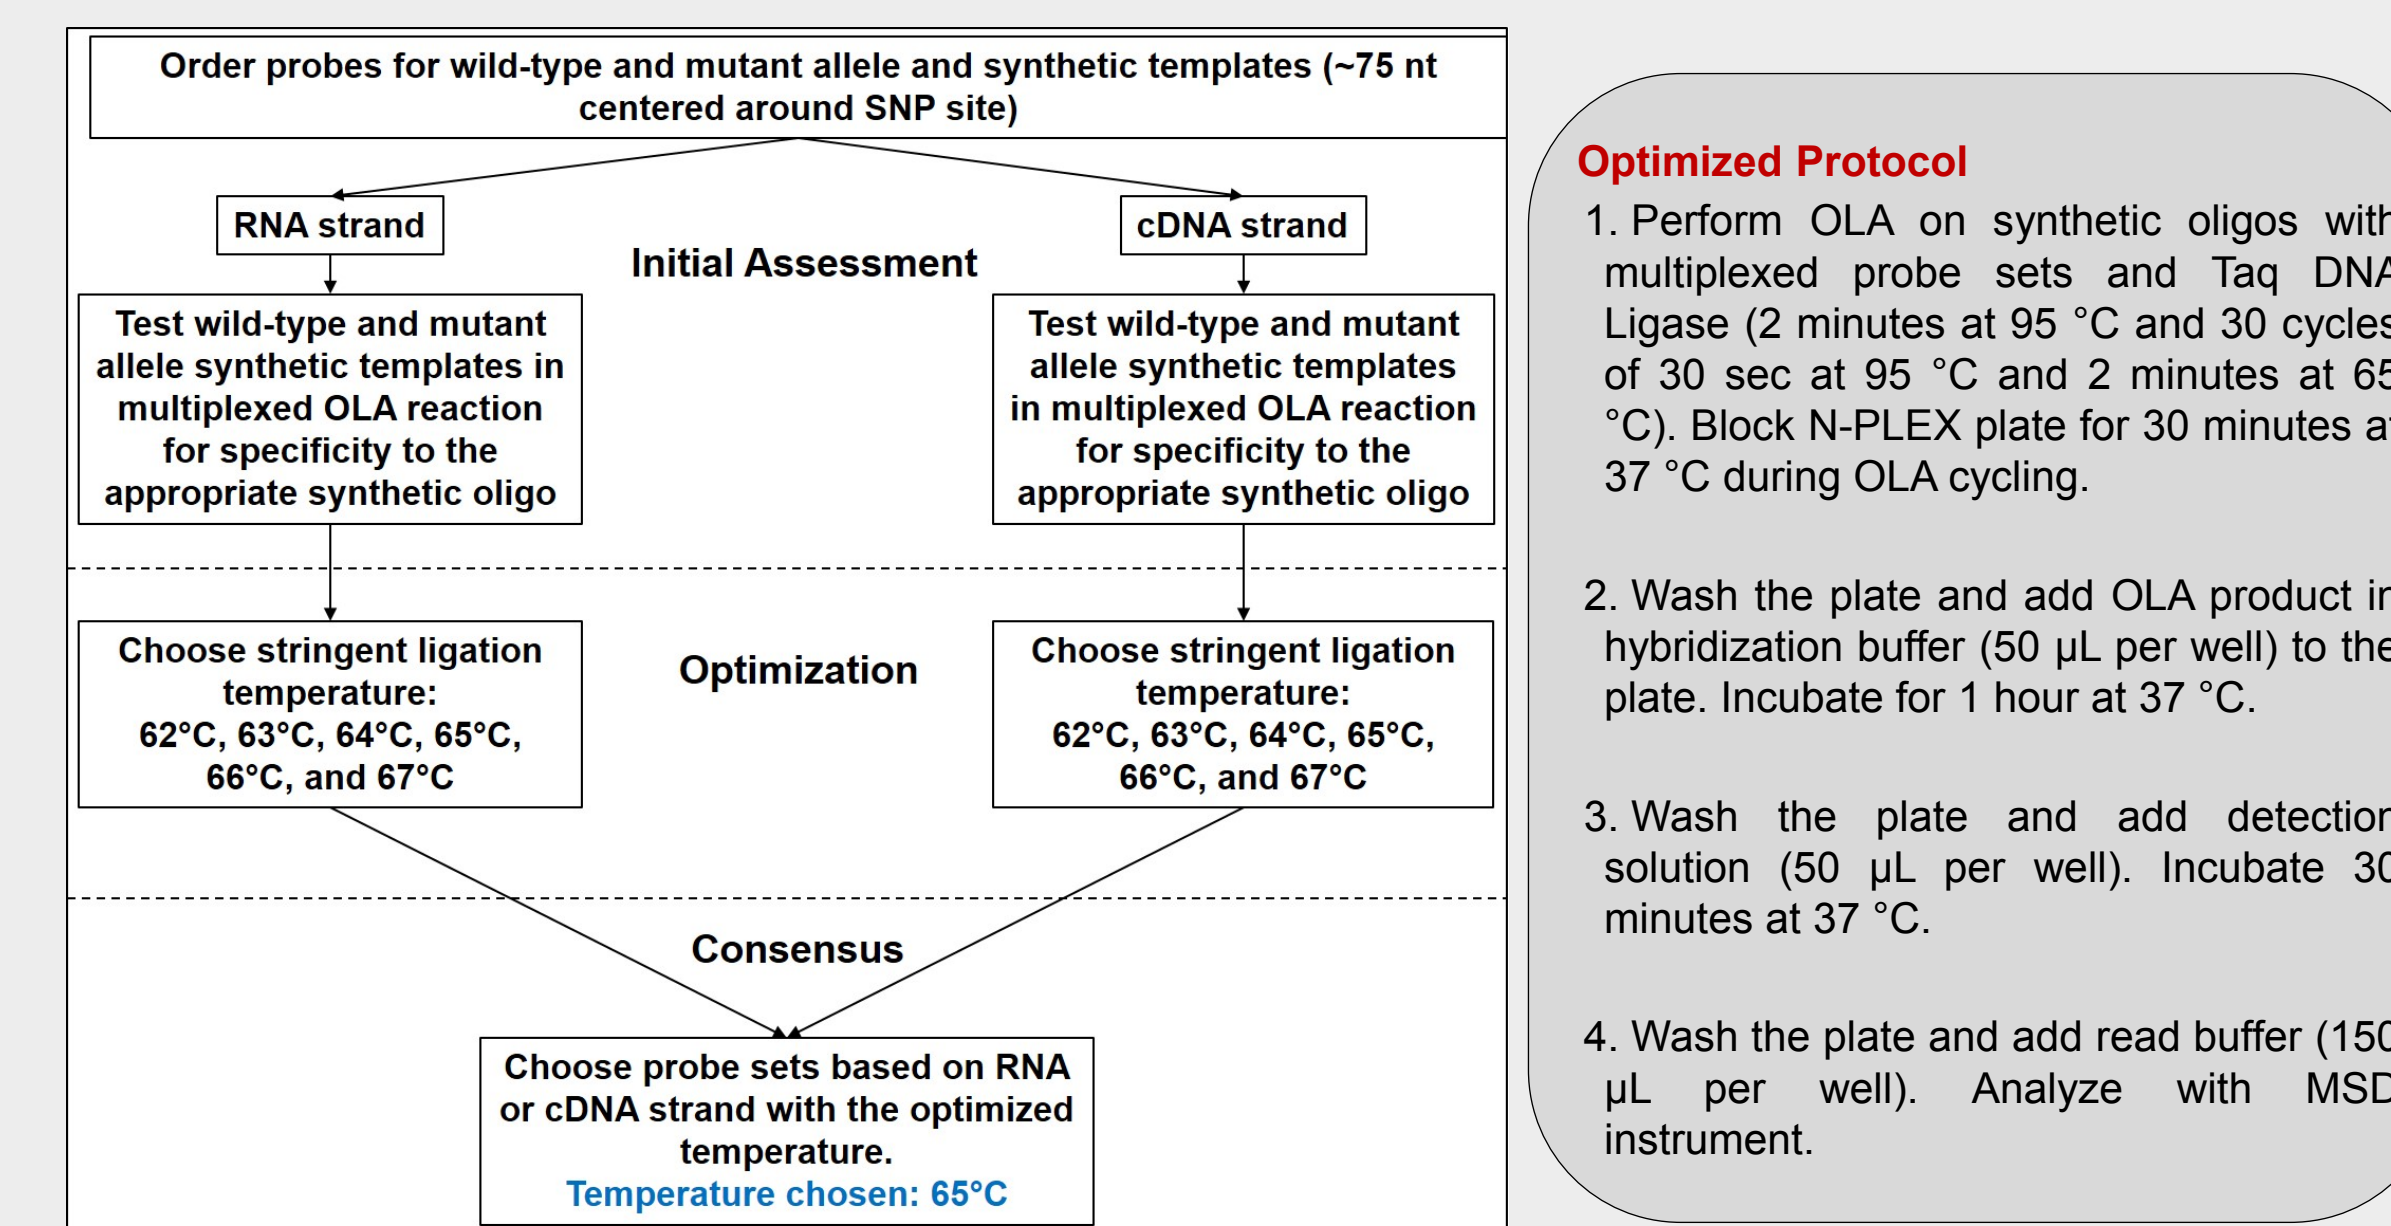 Order probes for wild-type and mutant allele and synthetic templates (~75 nt
centered around SNP site)
RNA strand
cDNA strand
Initial Assessment
Test wild-type and mutant
allele synthetic templates in
multiplexed OLA reaction
for specificity to the
appropriate synthetic oligo
Test wild-type and mutant
allele synthetic templates
in multiplexed OLA reaction
for specificity to the
appropriate synthetic oligo
Choose stringent ligation
temperature:
62°C, 63°C, 64°C, 65°C,
66°C, and 67°C
Optimization
Choose stringent ligation
temperature:
62°C, 63°C, 64°C, 65°C,
66°C, and 67°C
Consensus
Choose probe sets based on RNA
or cDNA strand with the optimized
temperature.
Temperature chosen: 65°C
Optimized Protocol
1. Perform OLA on synthetic oligos with
multiplexed probe sets and Taq DNA
Ligase (2 minutes at 95 °C and 30 cycles
of 30 sec at 95 °C and 2 minutes at 65
°C). Block N-PLEX plate for 30 minutes at
37 °C during OLA cycling.
2. Wash the plate and add OLA product in
hybridization buffer (50 µL per well) to the
plate. Incubate for 1 hour at 37 °C.
3. Wash the plate and add detection
solution (50 µL per well). Incubate 30
minutes at 37 °C.
4. Wash the plate and add read buffer (150
µL per well). Analyze with MSD
instrument.